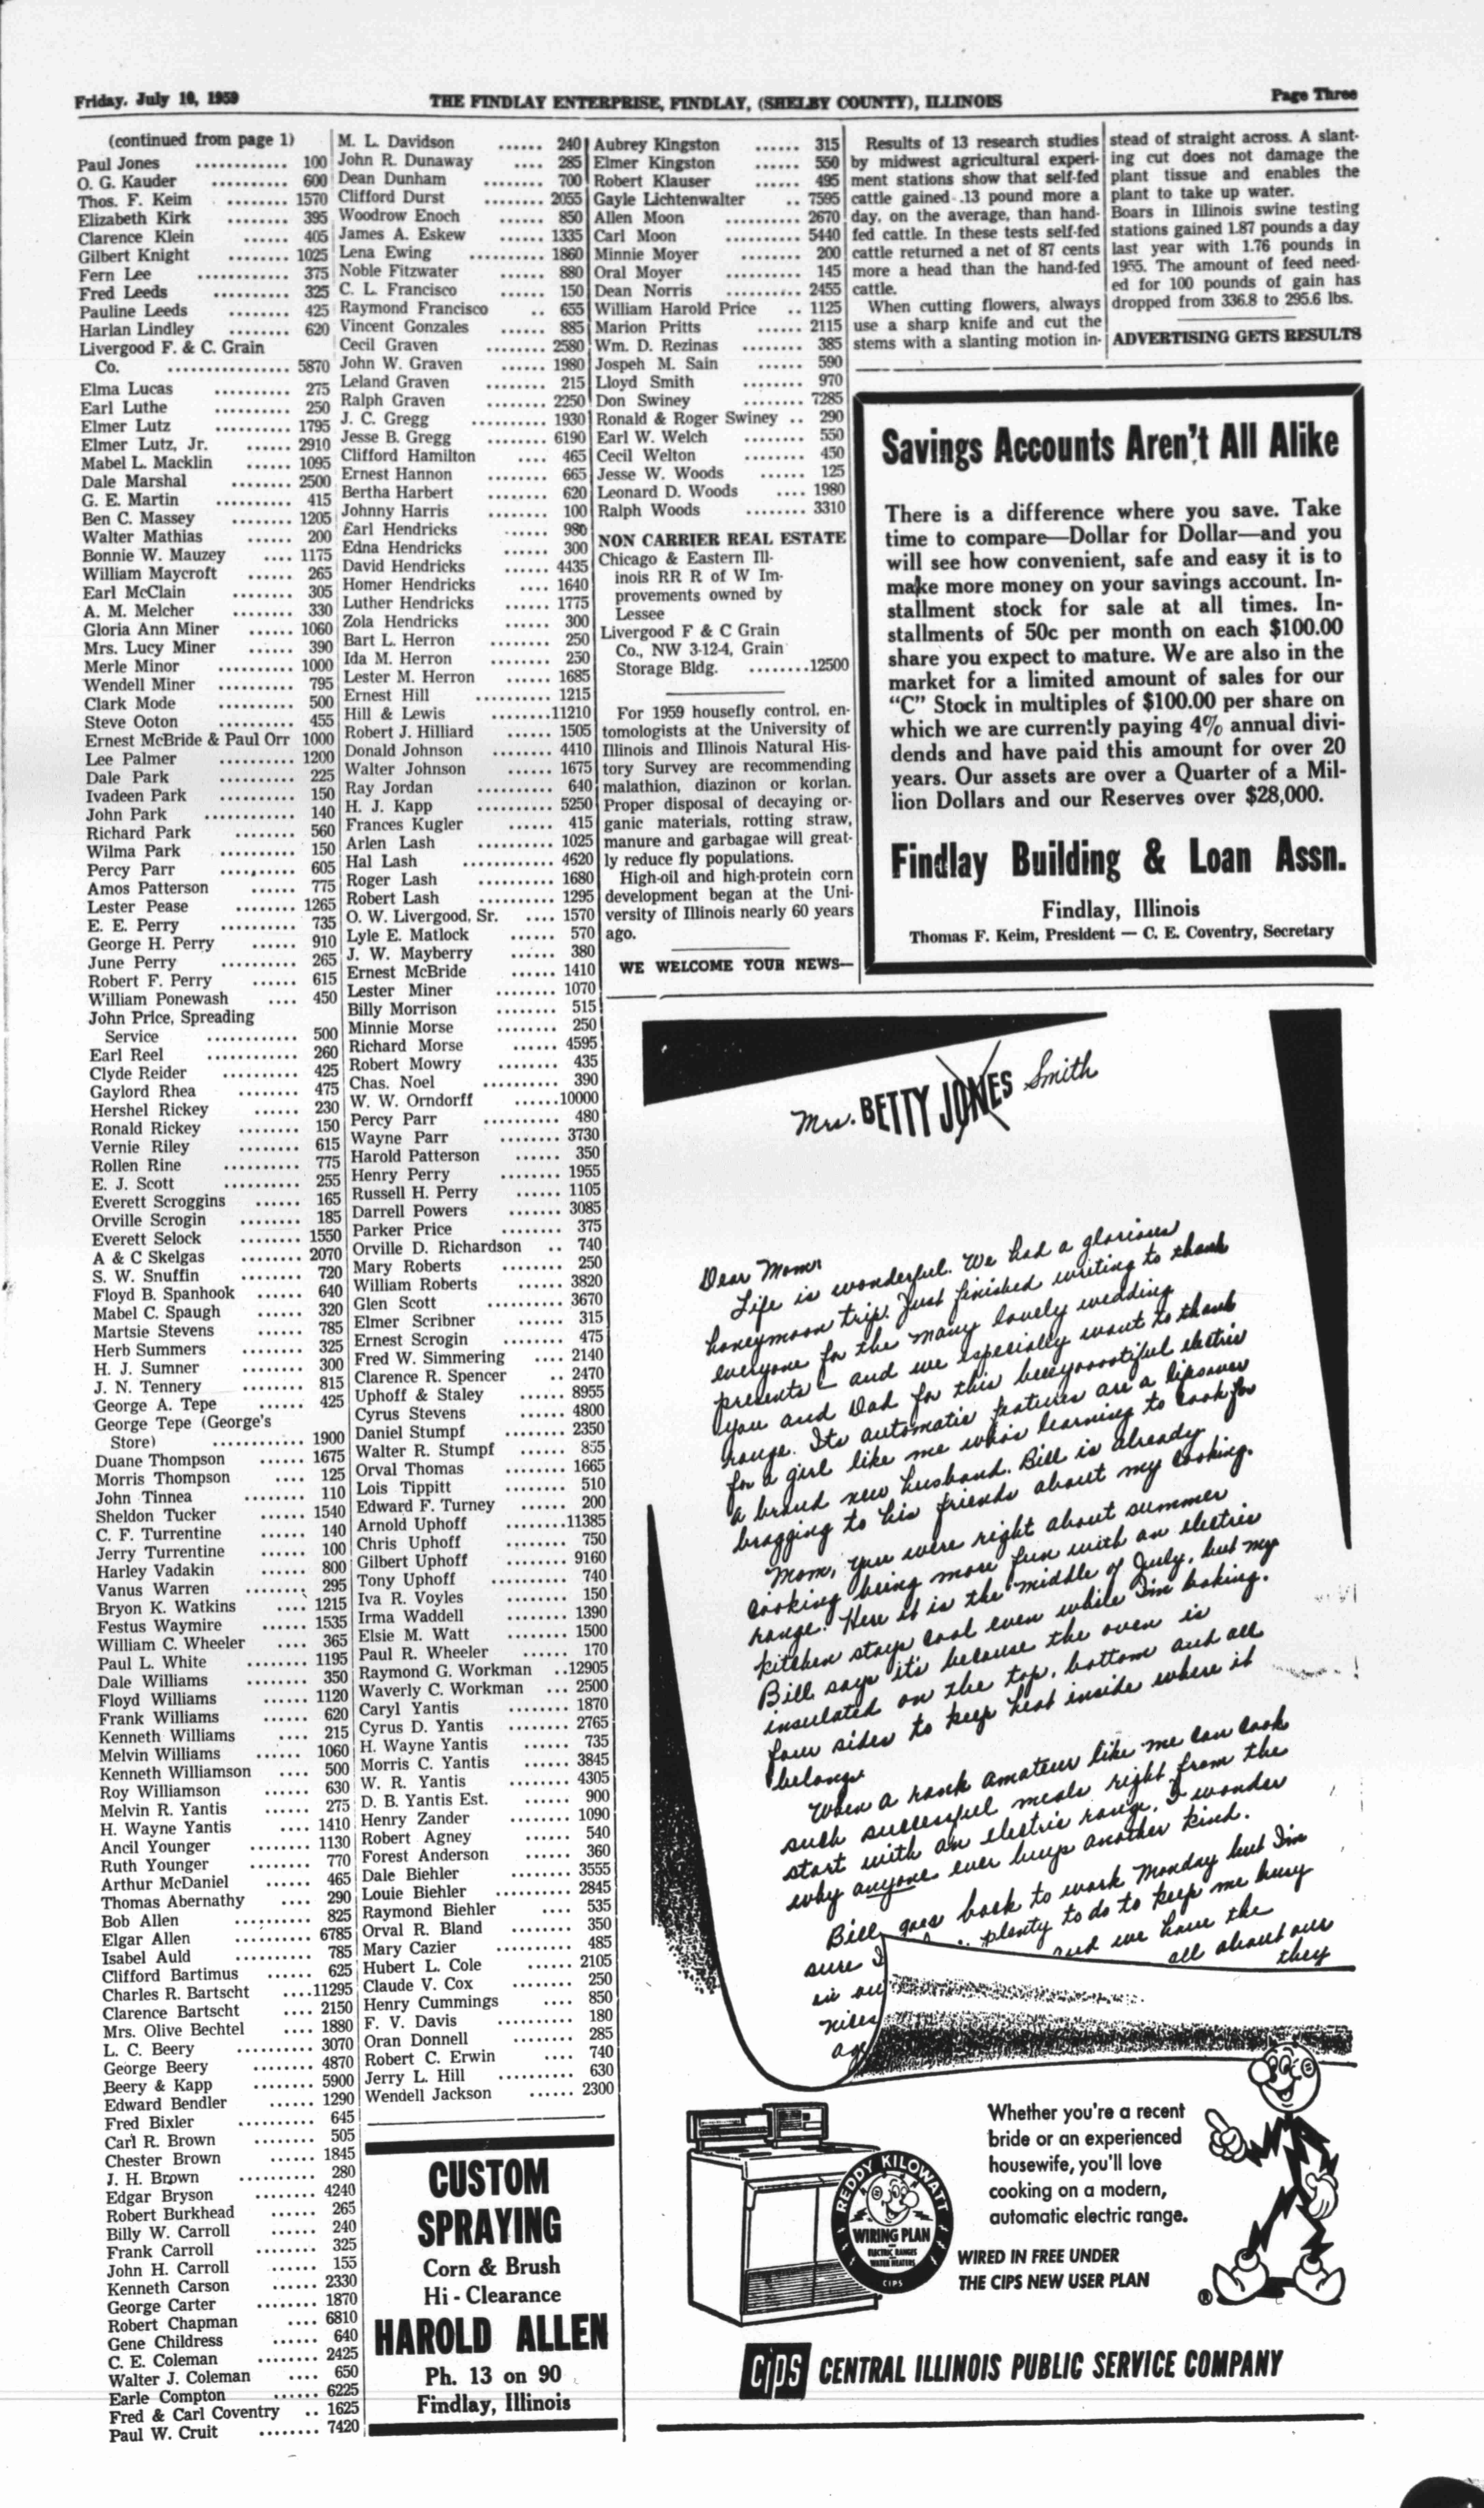 Friday, July 10, 1959
THE FINDLAY ENTERPRISE, FINDLAY, (SHELBY COUNTY), ILLINOIS
Page Three
(continued from page 1)
Paul Jones ............ 100
O. G. Kauder .......... 600
Thos. F. Keim ........ 1570
Elizabeth Kirk ........ 395
Clarence Klein ...... 405
Gilbert Knight ........ 1025
Fern Lee ............ 375
Fred Leeds .......... 325
Pauline Leeds ........ 425
Harlan Lindley ........ 620
Livergood F. & C. Grain
Co. ................ 5870
Elma Lucas .......... 275
Earl Luthe .......... 250
Elmer Lutz .......... 1795
Elmer Lutz, Jr. ...... 2910
Mabel L. Macklin ...... 1095
Dale Marshal ........ 2500
G. E. Martin .......... 415
Ben C. Massey ........ 1205
Walter Mathias ...... 200
Bonnie W. Mauzey .... 1175
William Maycroft ...... 265
Earl McClain ........ 305
A. M. Melcher ........ 330
Gloria Ann Miner ...... 1060
Mrs. Lucy Miner ...... 390
Merle Minor .......... 1000
Wendell Miner .......... 795
Clark Mode .......... 500
Steve Ooton .......... 455
Ernest McBride & Paul Orr 1000
Lee Palmer .......... 1200
Dale Park .......... 225
Ivadeen Park .......... 150
John Park ............ 140
Richard Park ........ 560
Wilma Park .......... 150
Percy Parr .......... 605
Amos Patterson ...... 775
Lester Pease ........ 1265
E. E. Perry .......... 735
George H. Perry ...... 910
June Perry .......... 265
Robert F. Perry ...... 615
William Ponewash .... 450
John Price, Spreading
Service ............ 500
Earl Reel ............ 260
Clyde Reider .......... 425
Gaylord Rhea ........ 475
Hershel Rickey ...... 230
Ronald Rickey ........ 150
Vernie Riley ........ 615
Rollen Rine .......... 775
E. J. Scott .......... 255
Everett Scroggins ...... 165
Orville Scrogin ........ 185
Everett Selock ........ 1550
A & C Skelgas ........ 2070
S. W. Snuffin .......... 720
Floyd B. Spanhook ...... 640
Mabel C. Spaugh ...... 320
Martsie Stevens ...... 785
Herb Summers ........ 325
H. J. Sumner ........ 300
J. N. Tennery ........ 815
George A. Tepe ...... 425
George Tepe (George's
Store) ............ 1900
Duane Thompson ...... 1675
Morris Thompson .... 125
John Tinnea ........ 110
Sheldon Tucker ...... 1540
C. F. Turrentine ...... 140
Jerry Turrentine ...... 100
Harley Vadakin ...... 800
Vanus Warren ........ 295
Bryon K. Watkins .... 1215
Festus Waymire ...... 1535
William C. Wheeler .... 365
Paul L. White ........ 1195
Dale Williams ........ 350
Floyd Williams ...... 1120
Frank Williams ...... 620
Kenneth Williams .... 215
Melvin Williams ...... 1060
Kenneth Williamson .... 500
Roy Williamson ...... 630
Melvin R. Yantis ...... 275
H. Wayne Yantis .... 1410
Ancil Younger ........ 1130
Ruth Younger ........ 770
Arthur McDaniel ...... 465
Thomas Abernathy .... 290
Bob Allen .......... 825
Elgar Allen .......... 6785
Isabel Auld .......... 785
Clifford Bartimus ...... 625
Charles R. Bartscht ....11295
Clarence Bartscht .... 2150
Mrs. Olive Bechtel .... 1880
L. C. Beery .......... 3070
George Beery ........ 4870
Beery & Kapp ........ 5900
Edward Bendler ...... 1290
Fred Bixler .......... 645
Carl R. Brown ........ 505
Chester Brown ...... 1845
J. H. Brown .......... 280
Edgar Bryson ........ 4240
Robert Burkhead ...... 265
Billy W. Carroll ...... 240
Frank Carroll ........ 325
John H. Carroll ...... 155
Kenneth Carson ...... 2330
George Carter ........ 1870
Robert Chapman .... 6810
Gene Childress ...... 640
C. E. Coleman ........ 2425
Walter J. Coleman .... 650
Earle Compton ...... 6225
Fred & Carl Coventry .. 1625
Paul W. Cruit ........ 7420
M. L. Davidson ...... 240
John R. Dunaway .... 285
Dean Dunham ........ 700
Clifford Durst ........ 2055
Woodrow Enoch ...... 850
James A. Eskew ...... 1335
Lena Ewing .......... 1860
Noble Fitzwater ...... 880
C. L. Francisco ...... 150
Raymond Francisco .. 655
Vincent Gonzales ...... 885
Cecil Graven ........ 2580
John W. Graven ...... 1980
Leland Graven ........ 215
Ralph Graven ........ 2250
J. C. Gregg .......... 1930
Jesse B. Gregg ........ 6190
Clifford Hamilton .... 465
Ernest Hannon ........ 665
Bertha Harbert ........ 620
Johnny Harris ........ 100
Earl Hendricks ...... 980
Edna Hendricks ...... 300
David Hendricks ...... 4435
Homer Hendricks .... 1640
Luther Hendricks ...... 1775
Zola Hendricks ...... 300
Bart L. Herron ........ 250
Ida M. Herron ........ 250
Lester M. Herron ...... 1685
Ernest Hill .......... 1215
Hill & Lewis ........11210
Robert J. Hilliard ...... 1505
Donald Johnson ........ 4410
Walter Johnson ...... 1675
Ray Jordan .......... 640
H. J. Kapp .......... 5250
Frances Kugler ...... 415
Arlen Lash .......... 1025
Hal Lash ............ 4620
Roger Lash .......... 1680
Robert Lash .......... 1295
O. W. Livergood, Sr. .... 1570
Lyle E. Matlock ...... 570
J. W. Mayberry ...... 380
Ernest McBride ...... 1410
Lester Miner ........ 1070
Billy Morrison ........ 515
Minnie Morse ........ 250
Richard Morse ...... 4595
Robert Mowry ........ 435
Chas. Noel .......... 390
W. W. Orndorff ......10000
Percy Parr .......... 480
Wayne Parr ........ 3730
Harold Patterson ...... 350
Henry Perry ........ 1955
Russell H. Perry ...... 1105
Darrell Powers ....... 3085
Parker Price ........ 375
Orville D. Richardson .. 740
Mary Roberts ........ 250
William Roberts ...... 3820
Glen Scott .......... 3670
Elmer Scribner ...... 315
Ernest Scrogin ........ 475
Fred W. Simmering .... 2140
Clarence R. Spencer .. 2470
Uphoff & Staley ...... 8955
Cyrus Stevens ...... 4800
Daniel Stumpf ........ 2350
Walter R. Stumpf ...... 855
Orval Thomas ........ 1665
Lois Tippitt ........ 510
Edward F. Turney ...... 200
Arnold Uphoff ........11385
Chris Uphoff ........ 750
Gilbert Uphoff ........ 9160
Tony Uphoff .......... 740
Iva R. Voyles ........ 150
Irma Waddell ........ 1390
Elsie M. Watt ........ 1500
Paul R. Wheeler ...... 170
Raymond G. Workman ..12905
Waverly C. Workman ... 2500
Caryl Yantis ........ 1870
Cyrus D. Yantis ........ 2765
H. Wayne Yantis ...... 735
Morris C. Yantis ...... 3845
W. R. Yantis ........ 4305
D. B. Yantis Est. ...... 900
Henry Zander ........ 1090
Robert Agney ...... 540
Forest Anderson ...... 360
Dale Biehler ........ 3555
Louie Biehler .......... 2845
Raymond Biehler .... 535
Orval R. Bland ........ 350
Mary Cazier .......... 485
Hubert L. Cole ...... 2105
Claude V. Cox ........ 250
Henry Cummings .... 850
F. V. Davis .......... 180
Oran Donnell ........ 285
Robert C. Erwin .... 740
Jerry L. Hill .......... 630
Wendell Jackson ...... 2300
CUSTOM
SPRAYING
Corn & Brush
Hi - Clearance
HAROLD ALLEN
Ph. 13 on 90
Findlay, Illinois
Aubrey Kingston ...... 315
Elmer Kingston ...... 550
Robert Klauser ...... 495
Gayle Lichtenwalter .. 7595
Allen Moon .......... 2670
Carl Moon .......... 5440
Minnie Moyer ........ 200
Oral Moyer .......... 145
Dean Norris .......... 2455
William Harold Price .. 1125
Marion Pritts ...... 2115
Wm. D. Rezinas ........ 385
Jospeh M. Sain ...... 590
Lloyd Smith ........ 970
Don Swiney ........ 7285
Ronald & Roger Swiney .. 290
Earl W. Welch ........ 550
Cecil Welton ........ 450
Jesse W. Woods ...... 125
Leonard D. Woods .... 1980
Ralph Woods ........ 3310
NON CARRIER REAL ESTATE
Chicago & Eastern Ill-
inois RR R of W Im-
provements owned by
Lessee
Livergood F & C Grain
Co., NW 3-12-4, Grain
Storage Bldg. ........12500
For 1959 housefly control, en-
tomologists at the University of
Illinois and Illinois Natural His-
tory Survey are recommending
malathion, diazinon or korlan.
Proper disposal of decaying or-
ganic materials, rotting straw,
manure and garbagae will great-
ly reduce fly populations.
High-oil and high-protein corn
development began at the Uni-
versity of Illinois nearly 60 years
ago.
WE WELCOME YOUR NEWS—
Results of 13 research studies
by midwest agricultural experi-
ment stations show that self-fed
cattle gained .13 pound more a
day, on the average, than hand-
fed cattle. In these tests self-fed
cattle returned a net of 87 cents
more a head than the hand-fed
cattle.
When cutting flowers, always
use a sharp knife and cut the
stems with a slanting motion in-
stead of straight across. A slant-
ing cut does not damage the
plant tissue and enables the
plant to take up water.
Boars in Illinois swine testing
stations gained 1.87 pounds a day
last year with 1.76 pounds in
1955. The amount of feed need-
ed for 100 pounds of gain has
dropped from 336.8 to 295.6 lbs.
ADVERTISING GETS RESULTS
Savings Accounts Aren't All Alike
There is a difference where you save. Take
time to compare—Dollar for Dollar—and you
will see how convenient, safe and easy it is to
make more money on your savings account. In-
stallment stock for sale at all times. In-
stallments of 50c per month on each $100.00
share you expect to mature. We are also in the
market for a limited amount of sales for our
"C" Stock in multiples of $100.00 per share on
which we are currently paying 4% annual divi-
dends and have paid this amount for over 20
years. Our assets are over a Quarter of a Mil-
lion Dollars and our Reserves over $28,000.
Findlay Building & Loan Assn.
Findlay, Illinois
Thomas F. Keim, President — C. E. Coventry, Secretary
Mrs. BETTY JONES Smith
Dear Mom
Life is wonderful. We had a glorious
honeymoon trip. Just finished writing to thank
everyone for the many lovely wedding
presents — and we especially want to thank
you and Dad for this beeyoooootiful electric
range. Its automatic features are a lifesaver
for a girl like me who's learning to cook for
a brand new husband. Bill is already
bragging to his friends about my cooking.
Mom, you were right about summer
cooking being more fun with an electric
range. Here it is the middle of July, but my
kitchen stays cool even while I'm baking.
Bill says it's because the oven is
insulated on the top, bottom and all
four sides to keep heat inside where it
belongs.
When a rank amateur like me can cook
such successful meals right from the
start with an electric range, I wonder
why anyone ever buys another kind.
Bill goes back to work Monday but I'm
sure I plenty to do to keep me busy
in ou and we have the
nices all about our
ag they
REDDY KILOWATT
WIRING PLAN
FOR
ELECTRIC RANGES
WATER HEATERS
CIPS
Whether you're a recent
bride or an experienced
housewife, you'll love
cooking on a modern,
automatic electric range.
WIRED IN FREE UNDER
THE CIPS NEW USER PLAN
®
CIPS CENTRAL ILLINOIS PUBLIC SERVICE COMPANY